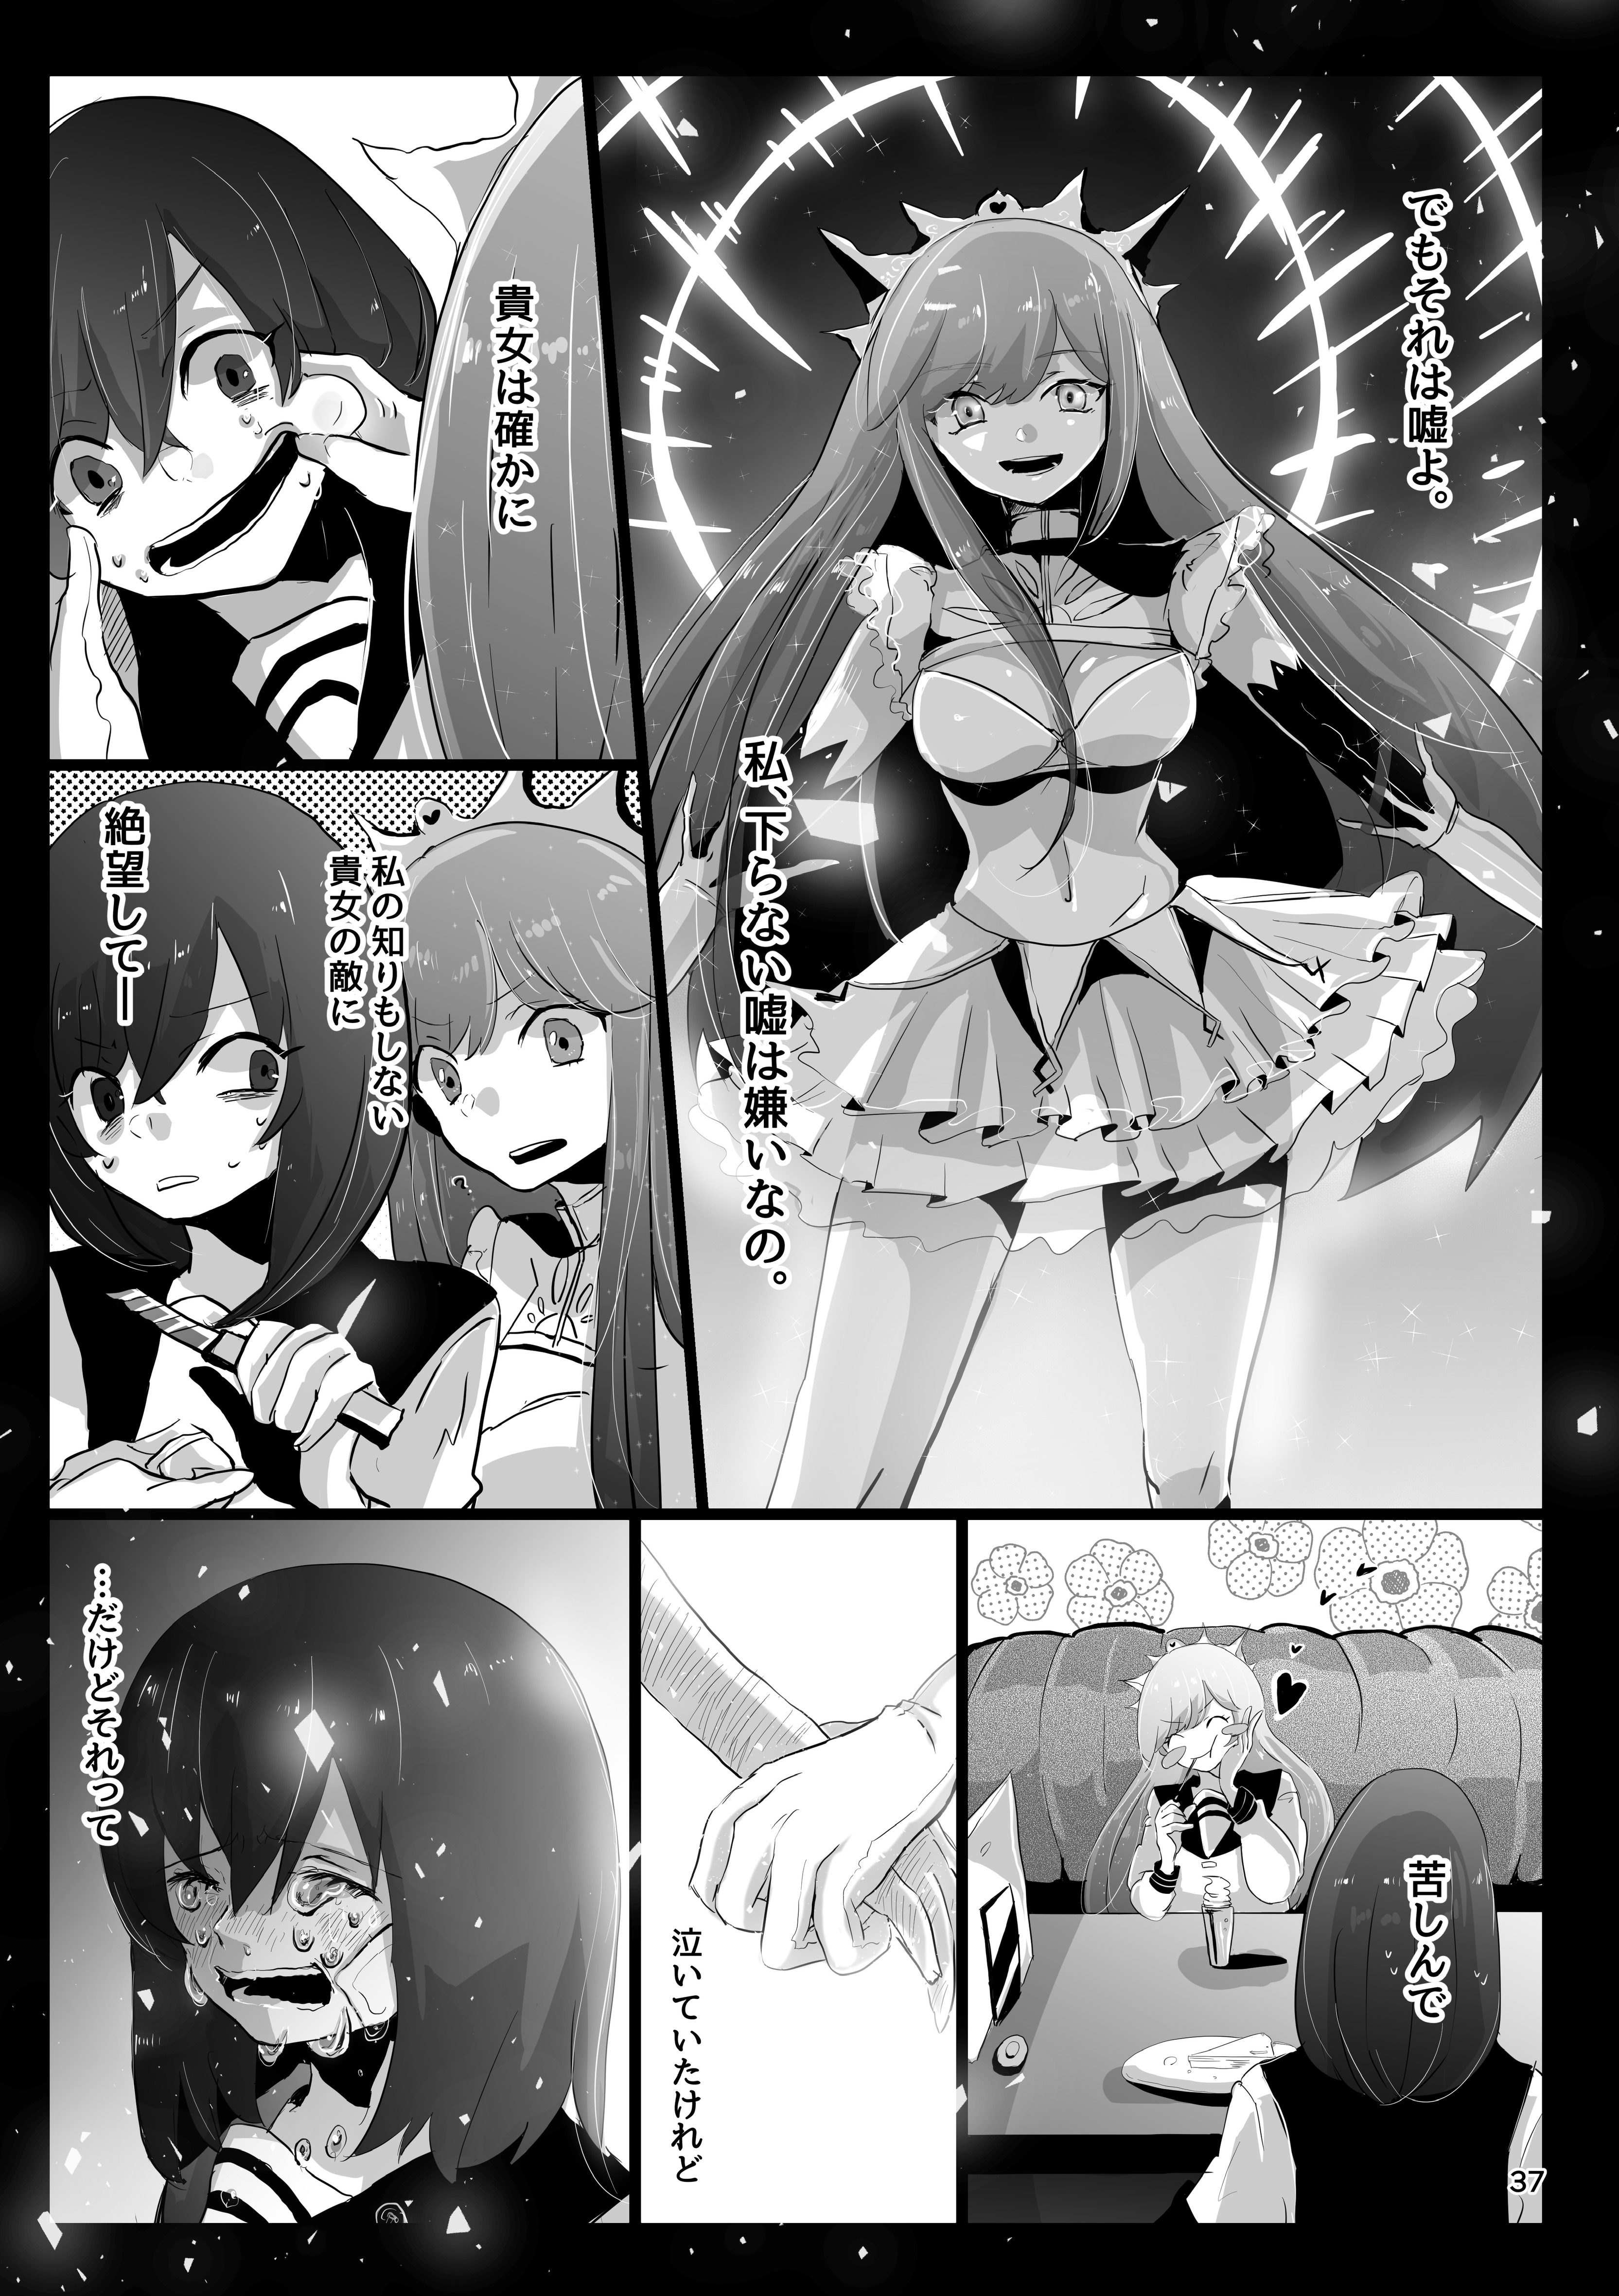 でもそれは嘘よ。
私、下らない嘘は嫌いなの。
貴女は確かに
私の知りもしない
貴女の敵に
絶望してー
苦しんで
泣いていたけれど
…だけどそれって
37